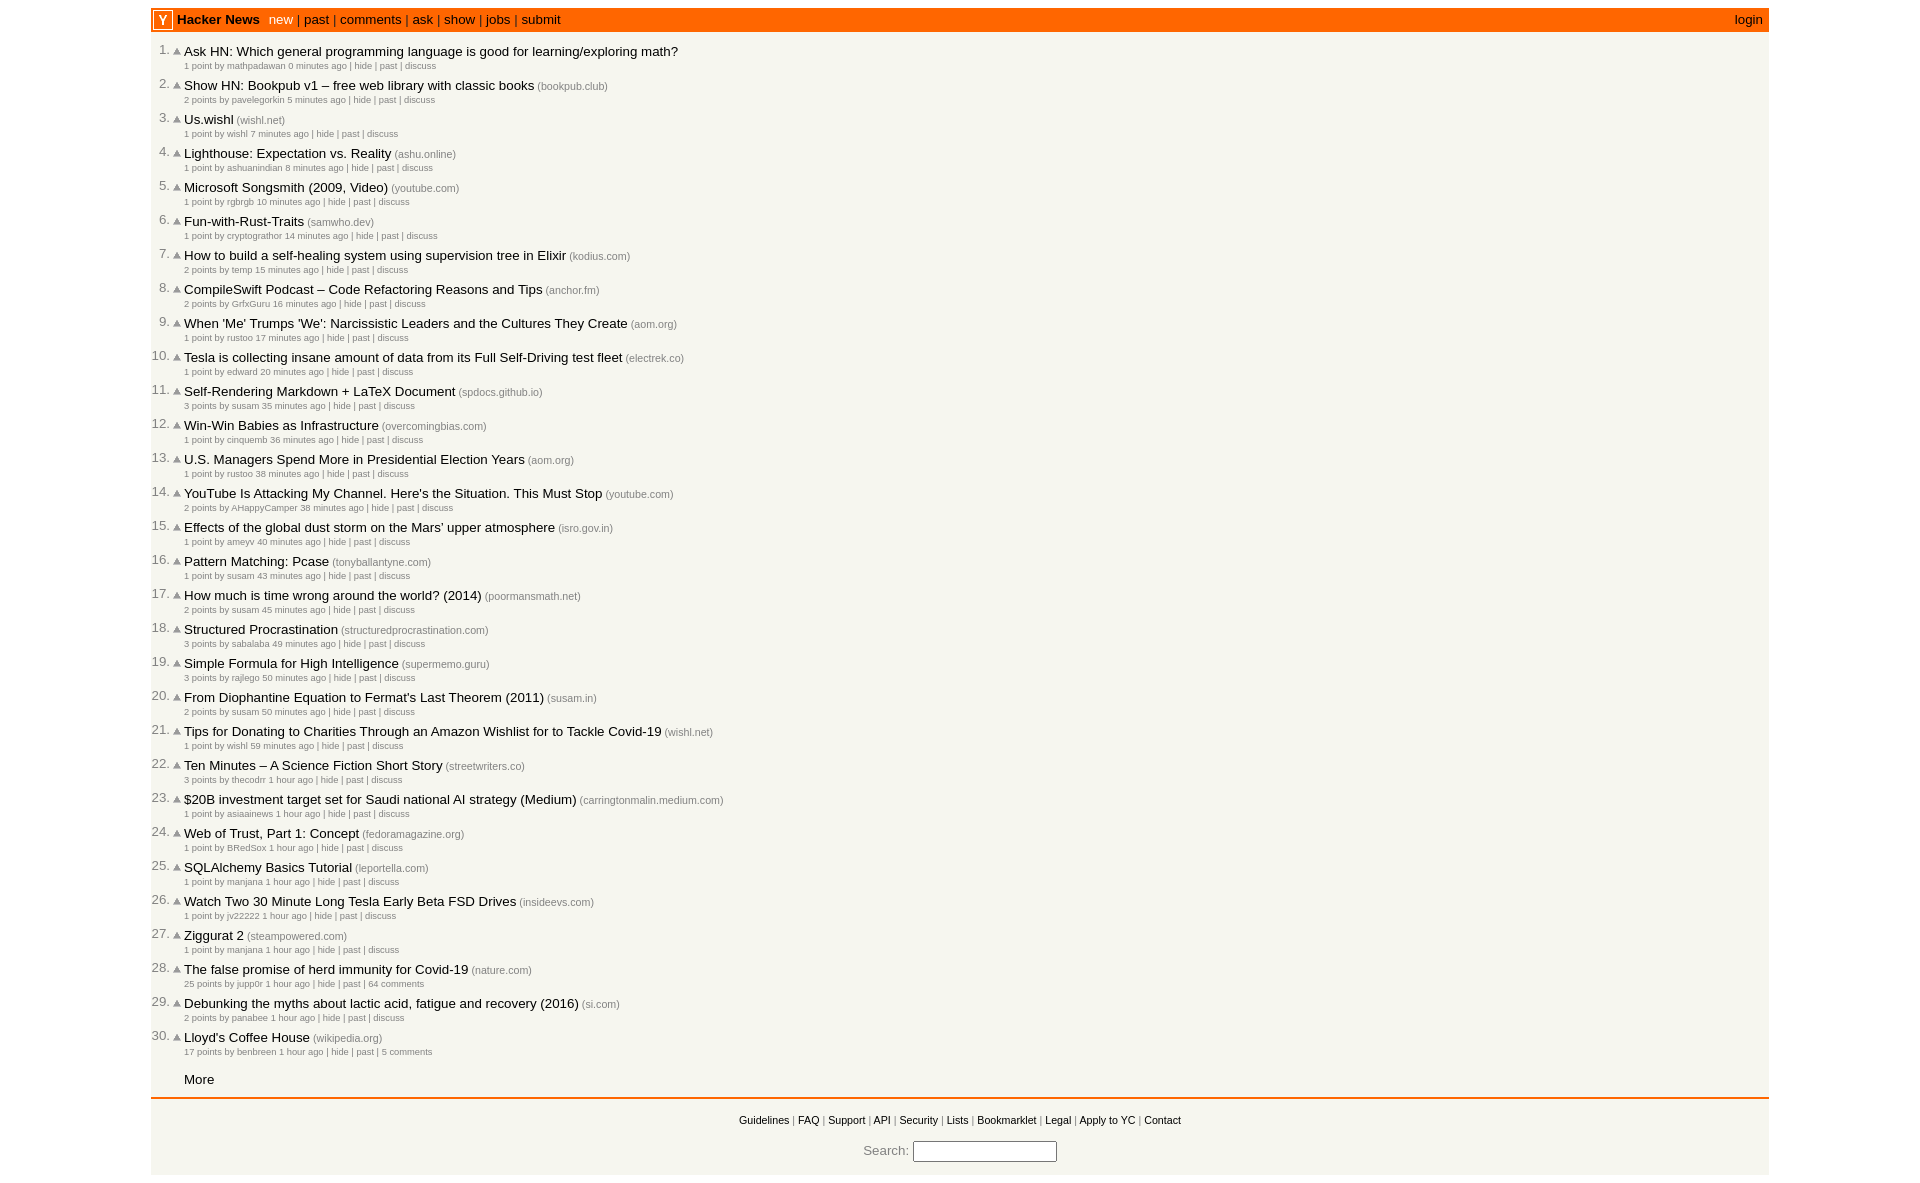 Y Hacker News new | past | comments | ask | show | jobs | submit login
1. Ask HN: Which general programming language is good for learning/exploring math?
1 point by mathpadawan 0 minutes ago | hide | past | discuss
2. Show HN: Bookpub v1 – free web library with classic books (bookpub.club)
2 points by pavelegorkin 5 minutes ago | hide | past | discuss
3. Us.wishl (wishl.net)
1 point by wishl 7 minutes ago | hide | past | discuss
4. Lighthouse: Expectation vs. Reality (ashu.online)
1 point by ashuanindian 8 minutes ago | hide | past | discuss
5. Microsoft Songsmith (2009, Video) (youtube.com)
1 point by rgbrgb 10 minutes ago | hide | past | discuss
6. Fun-with-Rust-Traits (samwho.dev)
1 point by cryptograthor 14 minutes ago | hide | past | discuss
7. How to build a self-healing system using supervision tree in Elixir (kodius.com)
2 points by temp 15 minutes ago | hide | past | discuss
8. CompileSwift Podcast – Code Refactoring Reasons and Tips (anchor.fm)
2 points by GrfxGuru 16 minutes ago | hide | past | discuss
9. When 'Me' Trumps 'We': Narcissistic Leaders and the Cultures They Create (aom.org)
1 point by rustoo 17 minutes ago | hide | past | discuss
10. Tesla is collecting insane amount of data from its Full Self-Driving test fleet (electrek.co)
1 point by edward 20 minutes ago | hide | past | discuss
11. Self-Rendering Markdown + LaTeX Document (spdocs.github.io)
3 points by susam 35 minutes ago | hide | past | discuss
12. Win-Win Babies as Infrastructure (overcomingbias.com)
1 point by cinquemb 36 minutes ago | hide | past | discuss
13. U.S. Managers Spend More in Presidential Election Years (aom.org)
1 point by rustoo 38 minutes ago | hide | past | discuss
14. YouTube Is Attacking My Channel. Here's the Situation. This Must Stop (youtube.com)
2 points by AHappyCamper 38 minutes ago | hide | past | discuss
15. Effects of the global dust storm on the Mars’ upper atmosphere (isro.gov.in)
1 point by ameyv 40 minutes ago | hide | past | discuss
16. Pattern Matching: Pcase (tonyballantyne.com)
1 point by susam 43 minutes ago | hide | past | discuss
17. How much is time wrong around the world? (2014) (poormansmath.net)
2 points by susam 45 minutes ago | hide | past | discuss
18. Structured Procrastination (structuredprocrastination.com)
3 points by sabalaba 49 minutes ago | hide | past | discuss
19. Simple Formula for High Intelligence (supermemo.guru)
3 points by rajlego 50 minutes ago | hide | past | discuss
20. From Diophantine Equation to Fermat's Last Theorem (2011) (susam.in)
2 points by susam 50 minutes ago | hide | past | discuss
21. Tips for Donating to Charities Through an Amazon Wishlist for to Tackle Covid-19 (wishl.net)
1 point by wishl 59 minutes ago | hide | past | discuss
22. Ten Minutes – A Science Fiction Short Story (streetwriters.co)
3 points by thecodrr 1 hour ago | hide | past | discuss
23. $20B investment target set for Saudi national AI strategy (Medium) (carringtonmalin.medium.com)
1 point by asiaainews 1 hour ago | hide | past | discuss
24. Web of Trust, Part 1: Concept (fedoramagazine.org)
1 point by BRedSox 1 hour ago | hide | past | discuss
25. SQLAlchemy Basics Tutorial (leportella.com)
1 point by manjana 1 hour ago | hide | past | discuss
26. Watch Two 30 Minute Long Tesla Early Beta FSD Drives (insideevs.com)
1 point by jv22222 1 hour ago | hide | past | discuss
27. Ziggurat 2 (steampowered.com)
1 point by manjana 1 hour ago | hide | past | discuss
28. The false promise of herd immunity for Covid-19 (nature.com)
25 points by jupp0r 1 hour ago | hide | past | 64 comments
29. Debunking the myths about lactic acid, fatigue and recovery (2016) (si.com)
2 points by panabee 1 hour ago | hide | past | discuss
30. Lloyd's Coffee House (wikipedia.org)
17 points by benbreen 1 hour ago | hide | past | 5 comments
More
Guidelines | FAQ | Support | API | Security | Lists | Bookmarklet | Legal | Apply to YC | Contact
Search: